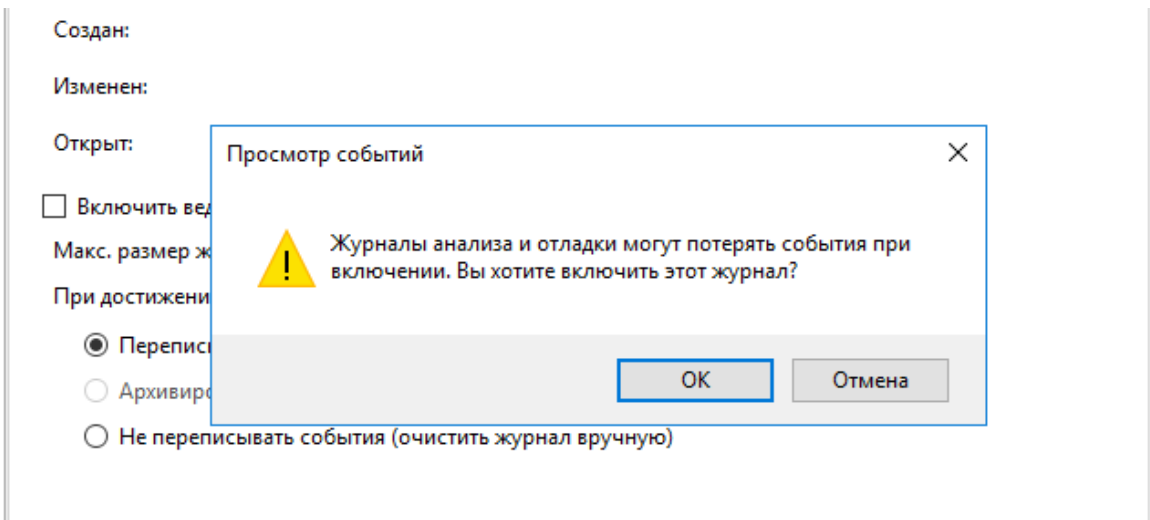 Создан:
Изменен:
Открыт:
Просмотр событий
Включить вед
Журналы анализа и отладки могут потерять события при
включении. Вы хотите включить этот журнал?
Макс. размер ж
При достижени
Переписы
Архивиро
OK
Отмена
Не переписывать события (очистить журнал вручную)